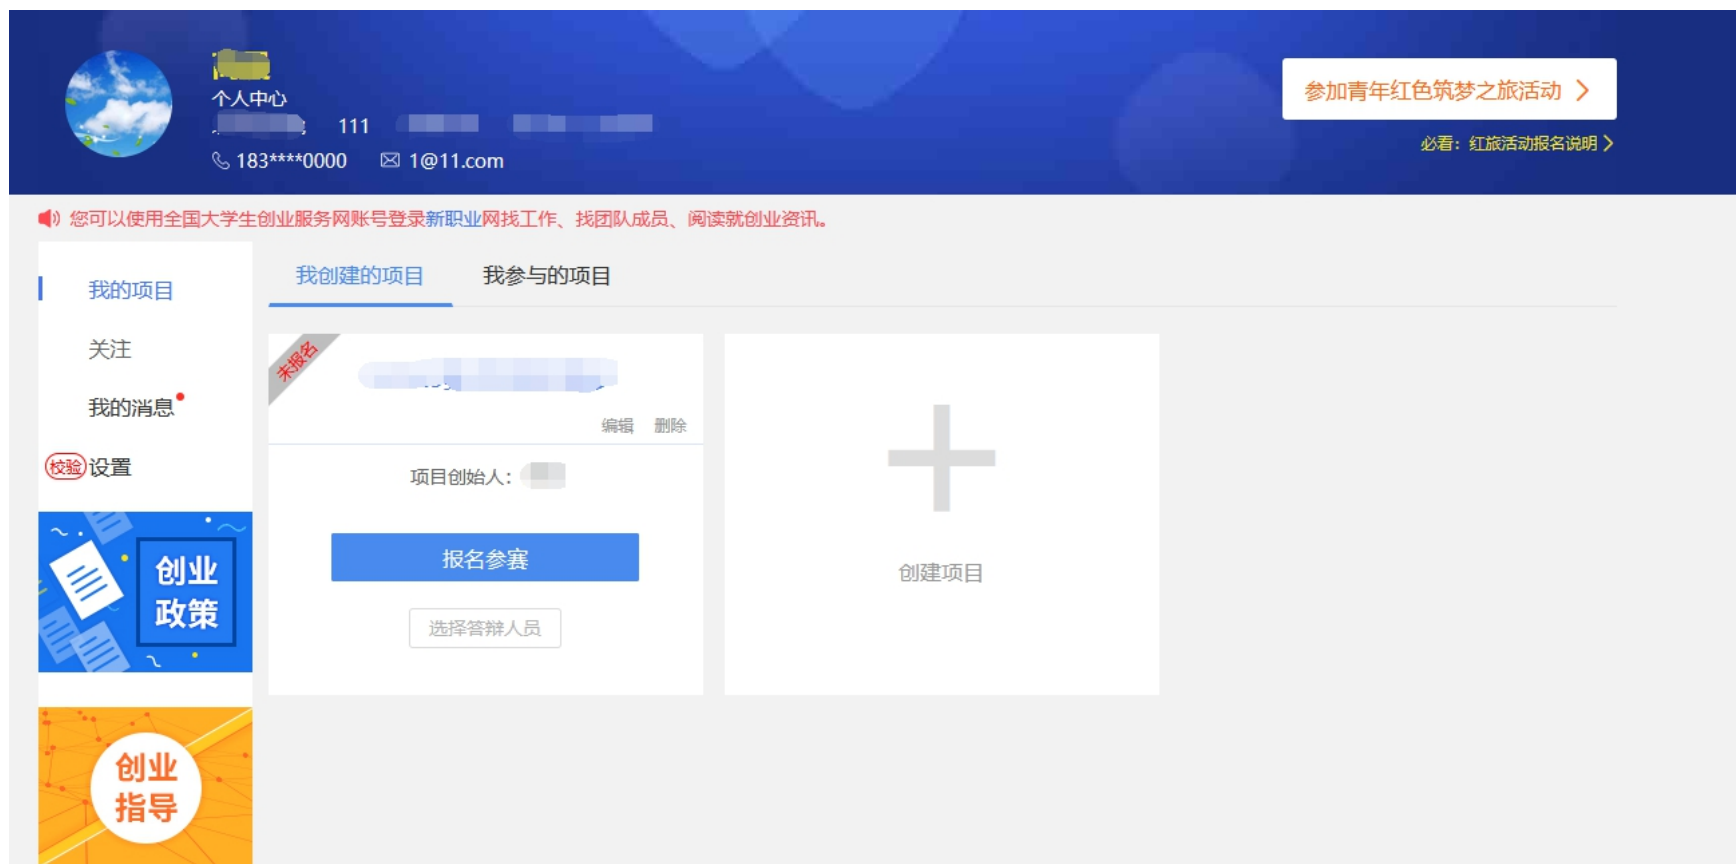 个人中心
111
183****0000 1@11.com
参加青年红色筑梦之旅活动
必看：红旅活动报名说明
您可以使用全国大学生创业服务网账号登录新职业网找工作、找团队成员、阅读就创业资讯。
我的项目
关注
我的消息
校验 设置
创业
政策
创业
指导
我创建的项目 我参与的项目
未报名
编辑 删除
项目创始人：
报名参赛
选择答辩人员
创建项目